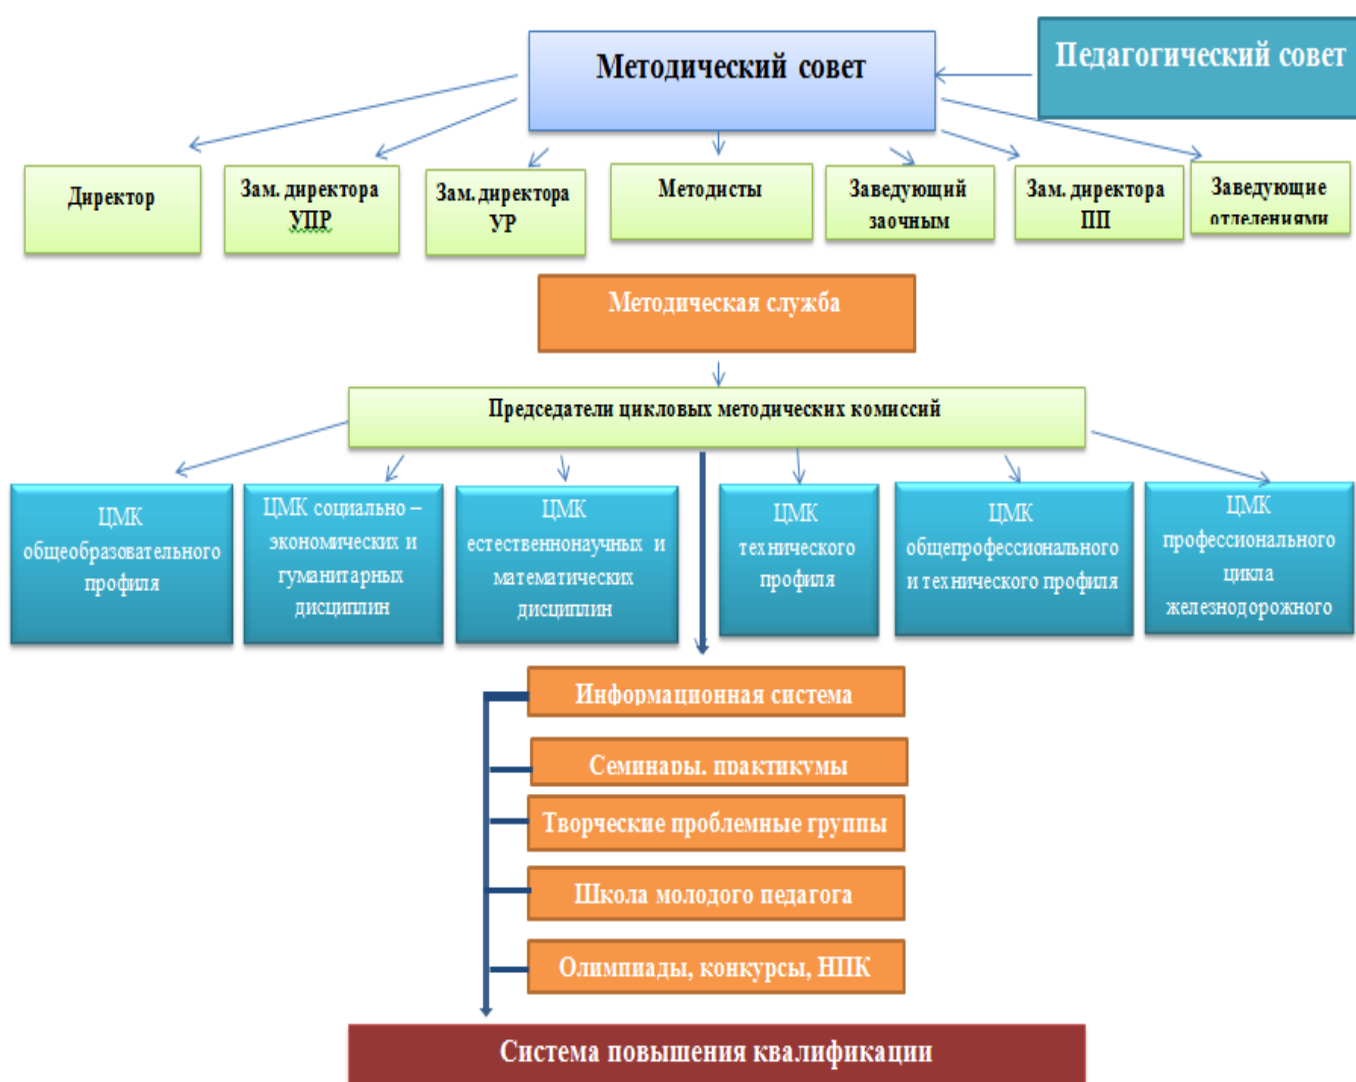 Методический совет
Педагогический совет
Директор
Зам. директора
УПР
Зам. директора
УР
Методисты
Заведующий
заочным
Зам. директора
ПП
Заведующие
отделениями
Методическая служба
Председатели цикловых методических комиссий
ЦМК
общеобразовательного
профиля
ЦМК социально –
экономических и
гуманитарных
дисциплин
ЦМК
естественнонаучных и
математических
дисциплин
ЦМК
технического
профиля
ЦМК
общепрофессионального
и технического профиля
ЦМК
профессионального
цикла
железнодорожного
Информационная система
Семинары, практикумы
Творческие проблемные группы
Школа молодого педагога
Олимпиады, конкурсы, НПК
Система повышения квалификации